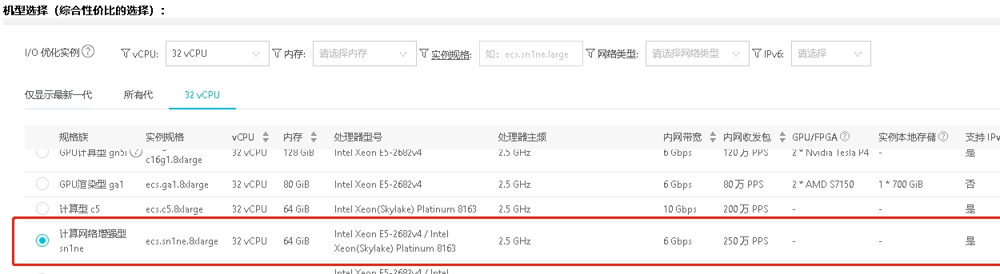 机型选择（综合性价比的选择）：
I/O 优化实例 ? vCPU: 32 vCPU 内存: 请选择内存 实例规格: 如：ecs.sn1ne.large 网络类型: 请选择网络类型 IPv6: 请选择
仅显示最新一代 所有代 32 vCPU
规格族 实例规格 vCPU 内存 处理器型号 处理器主频 内网带宽 内网收发包 GPU/FPGA ? 实例本地存储 ? 支持 IPv
GPU计算型 gn5i ? c16g1.8xlarge 32 vCPU 128 GiB Intel Xeon E5-2682v4 2.5 GHz 6 Gbps 120 万 PPS 2 * Nvidia Tesla P4 - 是
GPU渲染型 ga1 ecs.ga1.8xlarge 32 vCPU 80 GiB Intel Xeon E5-2682v4 2.5 GHz 6 Gbps 80 万 PPS 2 * AMD S7150 1 * 700 GiB 否
计算型 c5 ecs.c5.8xlarge 32 vCPU 64 GiB Intel Xeon(Skylake) Platinum 8163 2.5 GHz 10 Gbps 200 万 PPS - - 是
计算网络增强型 sn1ne ecs.sn1ne.8xlarge 32 vCPU 64 GiB Intel Xeon E5-2682v4 / Intel Xeon(Skylake) Platinum 8163 2.5 GHz 6 Gbps 250 万 PPS - - 是
Intel Xeon E5-2682v4 / Intel